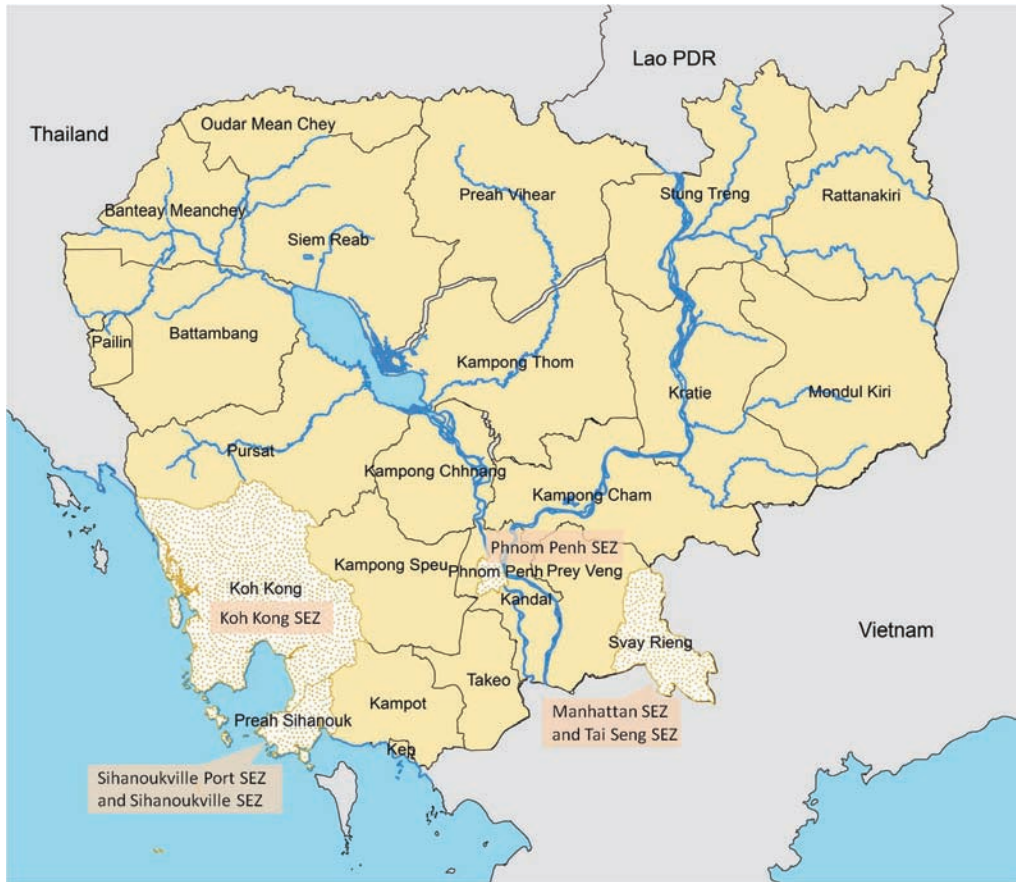 Lao PDR
Thailand
Oudar Mean Chey
Preah Vihear
Stung Treng
Rattanakiri
Banteay Meanchey
Siem Reab
Battambang
Pailin
Kampong Thom
Kratie
Mondul Kiri
Pursat
Kampong Chhnang
Kampong Cham
Phnom Penh SEZ
Kampong Speu
Phnom Penh
Prey Veng
Koh Kong
Kandal
Koh Kong SEZ
Svay Rieng
Vietnam
Takeo
Kampot
Preah Sihanouk
Manhattan SEZ
and Tai Seng SEZ
Kep
Sihanoukville Port SEZ
and Sihanoukville SEZ